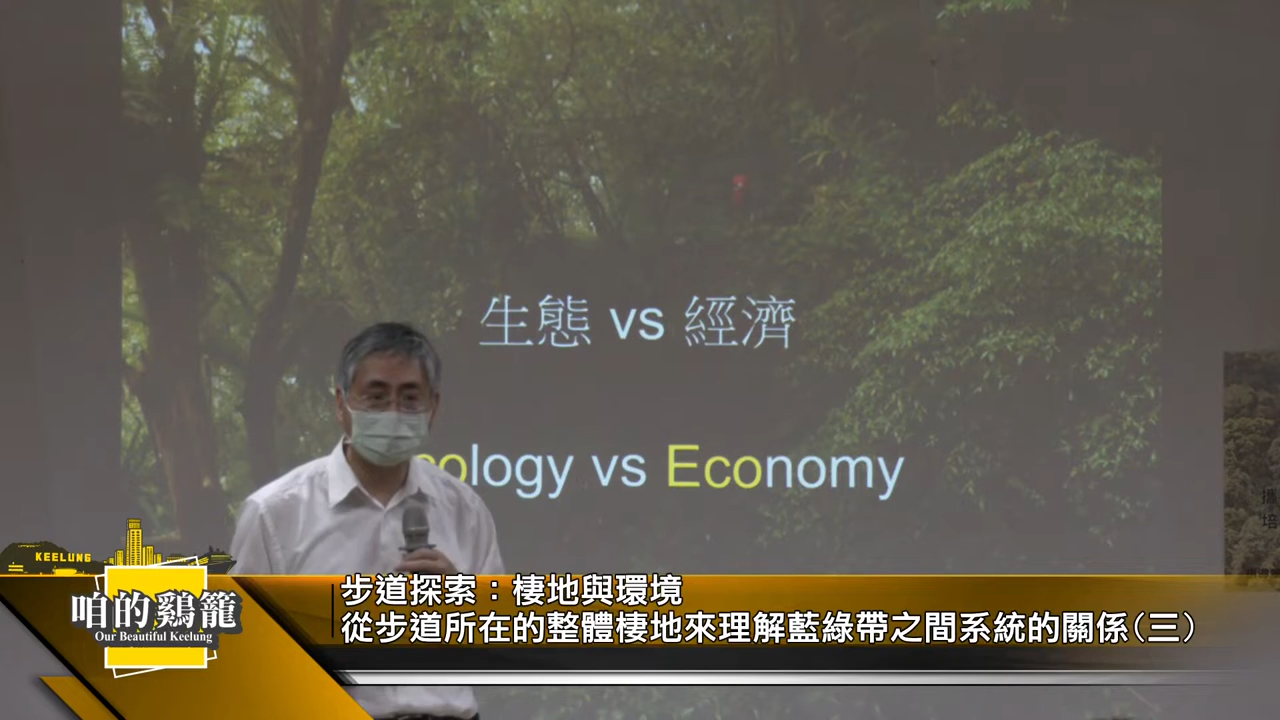 生態 vs 經濟
ology vs Economy
KEELUNG
咱的鷄籠
Our Beautiful Keelung
步道探索：棲地與環境
從步道所在的整體棲地來理解藍綠帶之間系統的關係(三)